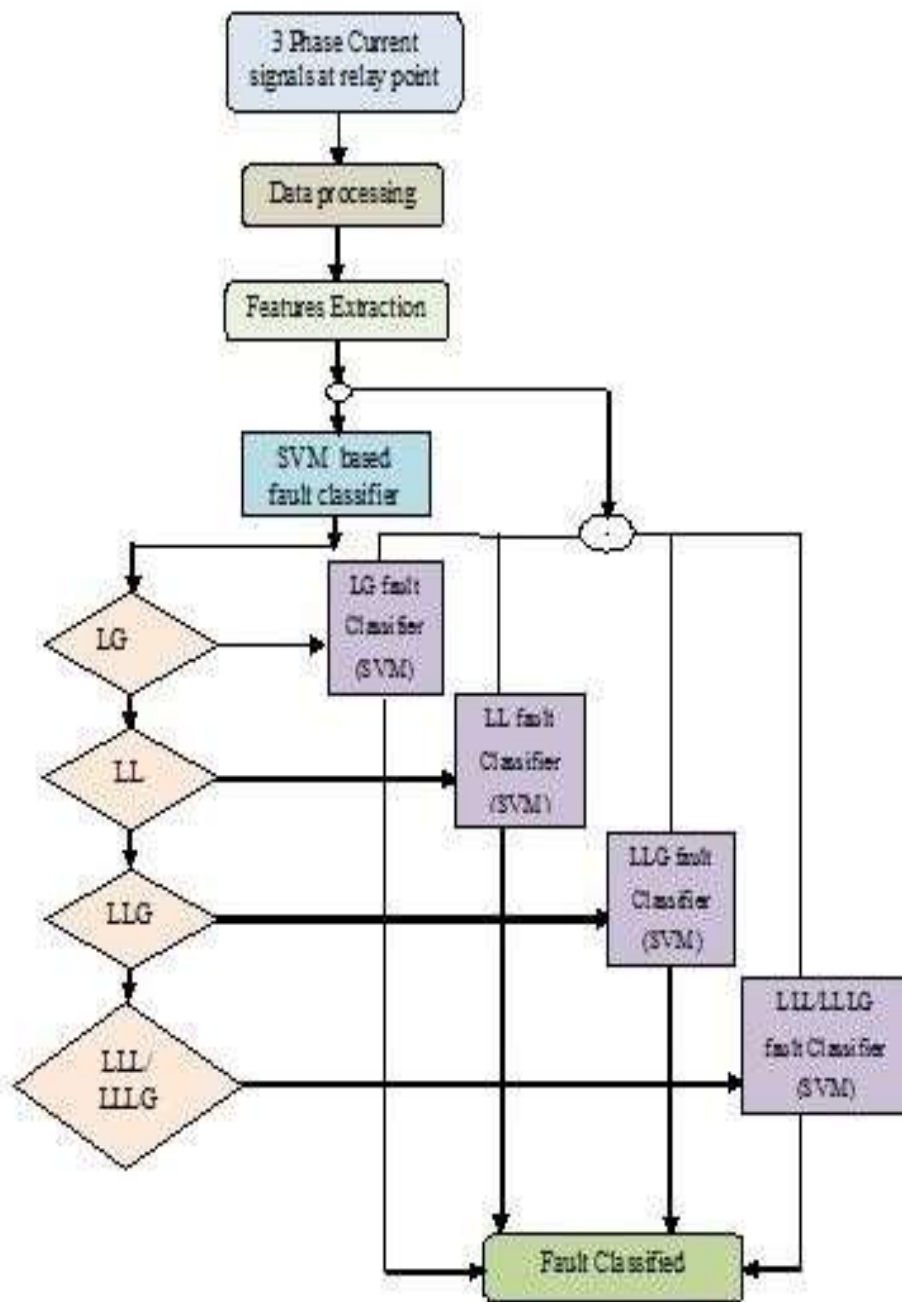 3 Phase Current
signals at relay point
Data processing
Features Extraction
SVM based
fault classifier
LG
LG fault
Classifier
(SVM)
LL
LL fault
Classifier
(SVM)
LLG
LLG fault
Classifier
(SVM)
LLL/
LLLG
LLL/LLLG
fault Classifier
(SVM)
Fault Classified